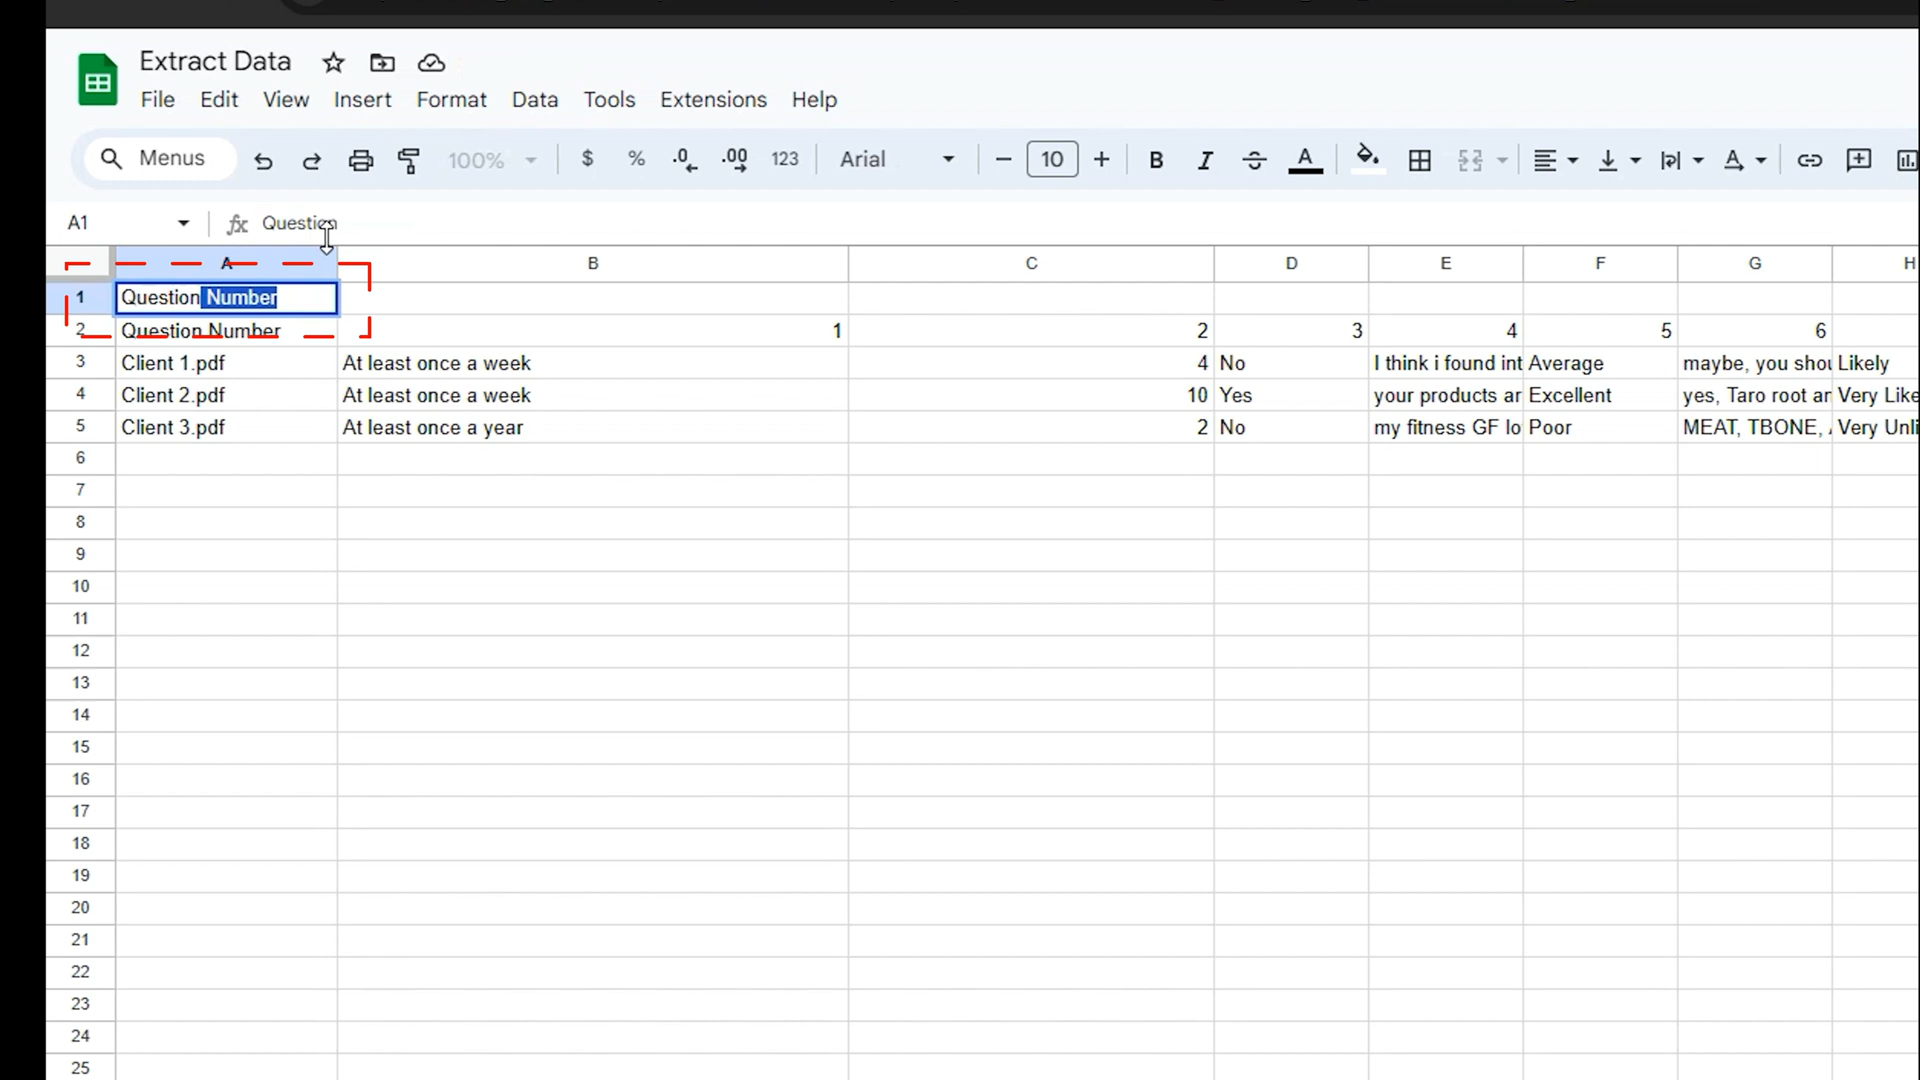 Extract Data
File Edit View Insert Format Data Tools Extensions Help
Menus 100% $ % .0 .00 123 Arial 10 B I A A
A1 fx Question
A B C D E F G H
1 Question Number
2 Question Number 1 2 3 4 5 6
3 Client 1.pdf At least once a week 4 No I think i found int Average maybe, you shou Likely
4 Client 2.pdf At least once a week 10 Yes your products ar Excellent yes, Taro root an Very Like
5 Client 3.pdf At least once a year 2 No my fitness GF lo Poor MEAT, TBONE, Very Unli
6
7
8
9
10
11
12
13
14
15
16
17
18
19
20
21
22
23
24
25